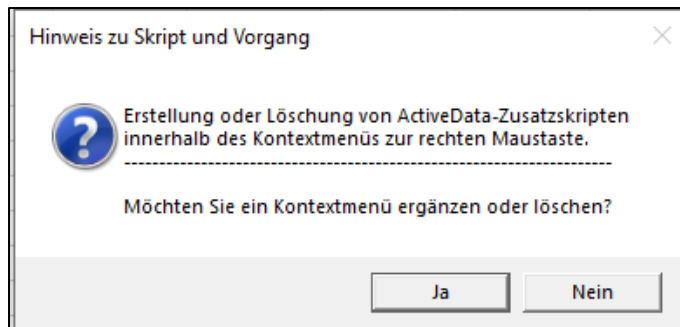 Hinweis zu Skript und Vorgang
Erstellung oder Löschung von ActiveData-Zusatzskripten
innerhalb des Kontextmenüs zur rechten Maustaste.
----------------------------------------------------------------------
Möchten Sie ein Kontextmenü ergänzen oder löschen?
Ja
Nein